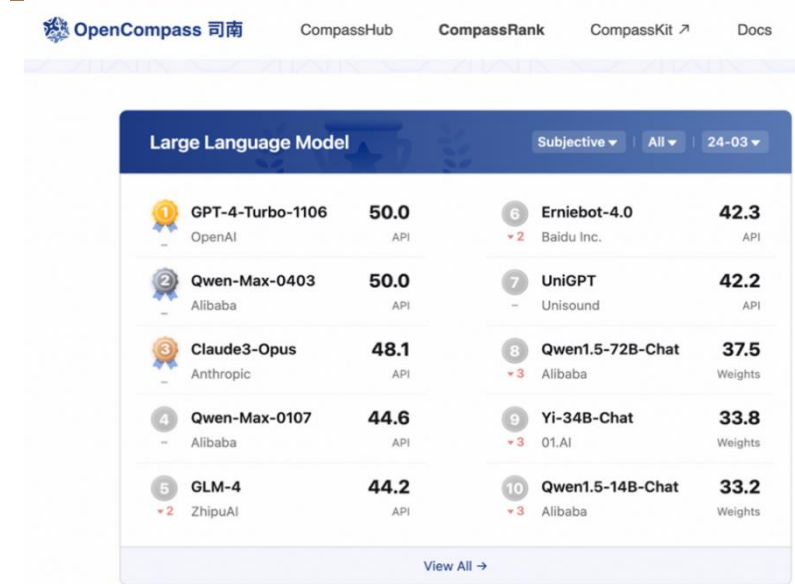 OpenCompass 司南 CompassHub CompassRank CompassKit ↗ Docs
Large Language Model Subjective ▾ All ▾ 24-03 ▾
1 GPT-4-Turbo-1106 50.0
– OpenAI API
2 Qwen-Max-0403 50.0
– Alibaba API
3 Claude3-Opus 48.1
– Anthropic API
4 Qwen-Max-0107 44.6
– Alibaba API
5 GLM-4 44.2
▾ 2 ZhipuAI API
6 Erniebot-4.0 42.3
▾ 2 Baidu Inc. API
7 UniGPT 42.2
– Unisound API
8 Qwen1.5-72B-Chat 37.5
▾ 3 Alibaba Weights
9 Yi-34B-Chat 33.8
▾ 3 01.AI Weights
10 Qwen1.5-14B-Chat 33.2
▾ 3 Alibaba Weights
View All →